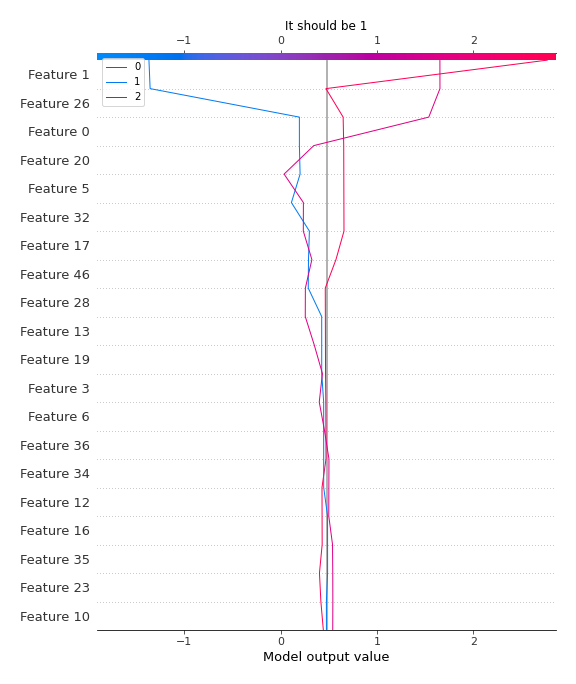 It should be 1
−1 0 1 2
0
1
2
Feature 1
Feature 26
Feature 0
Feature 20
Feature 5
Feature 32
Feature 17
Feature 46
Feature 28
Feature 13
Feature 19
Feature 3
Feature 6
Feature 36
Feature 34
Feature 12
Feature 16
Feature 35
Feature 23
Feature 10
−1 0 1 2
Model output value